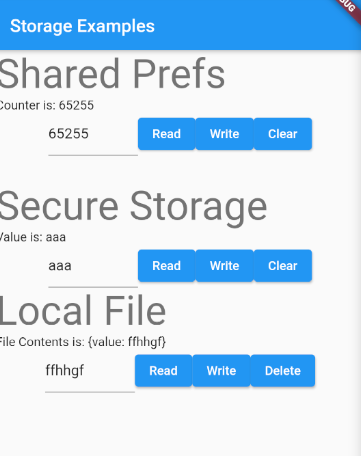 Storage Examples
Shared Prefs
Counter is: 65255
65255 Read Write Clear
Secure Storage
Value is: aaa
aaa Read Write Clear
Local File
File Contents is: {value: ffhhgf}
ffhhgf Read Write Delete